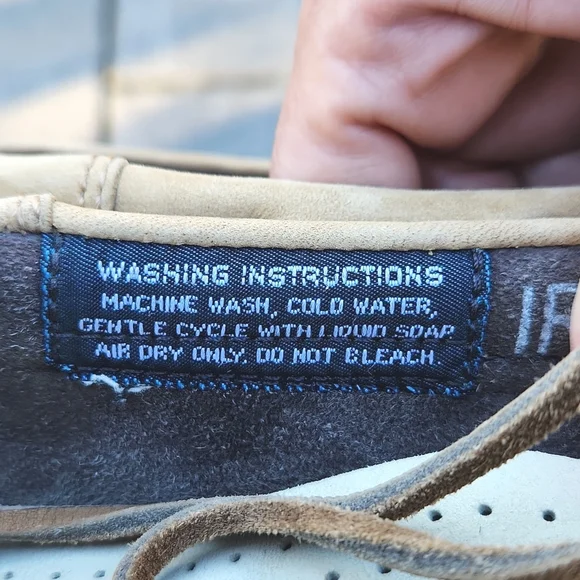 WASHING INSTRUCTIONS
MACHINE WASH, COLD WATER,
GENTLE CYCLE WITH LIQUID SOAP
AIR DRY ONLY. DO NOT BLEACH.